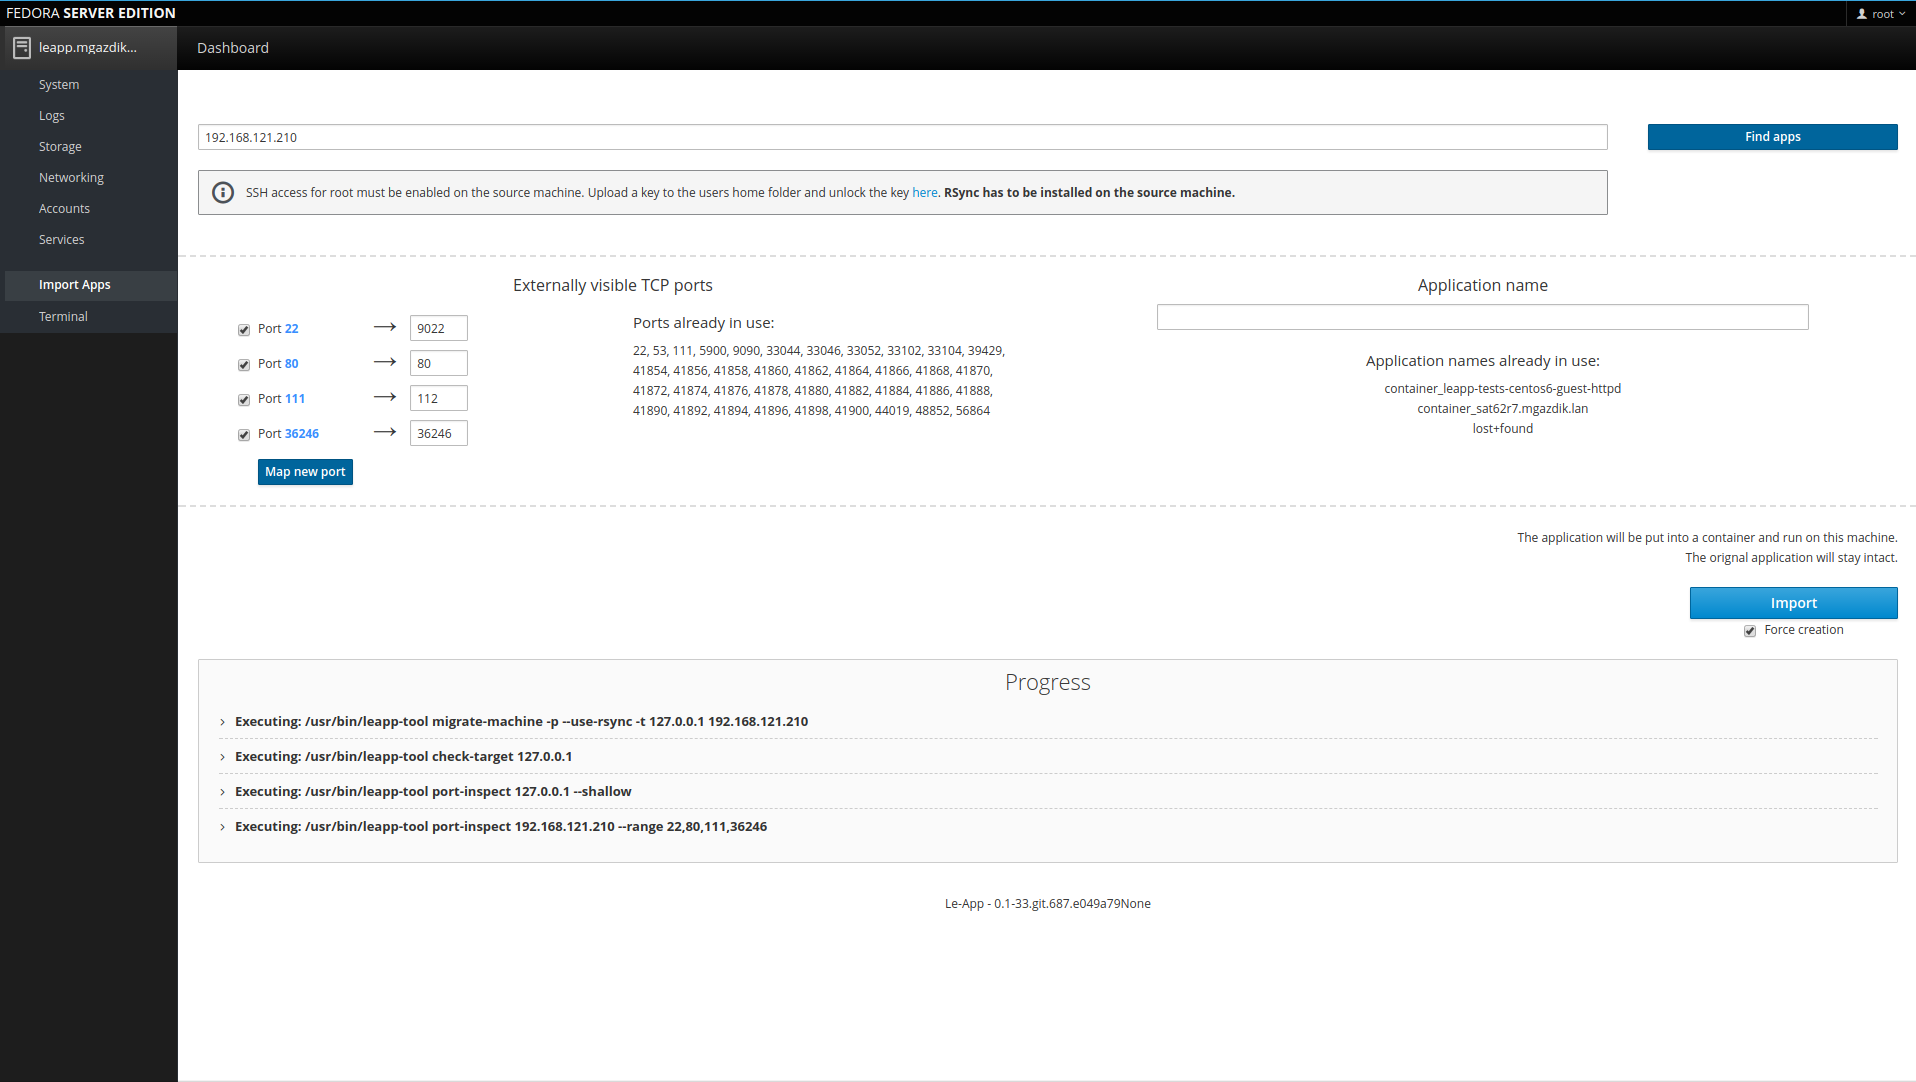 FEDORA SERVER EDITION
root
leapp.mgazdik...
Dashboard
System
Logs
Storage
Networking
Accounts
Services
Import Apps
Terminal
192.168.121.210
Find apps
SSH access for root must be enabled on the source machine. Upload a key to the users home folder and unlock the key here. RSync has to be installed on the source machine.
Externally visible TCP ports
Port 22 → 9022
Port 80 → 80
Port 111 → 112
Port 36246 → 36246
Map new port
Ports already in use:
22, 53, 111, 5900, 9090, 33044, 33046, 33052, 33102, 33104, 39429,
41854, 41856, 41858, 41860, 41862, 41864, 41866, 41868, 41870,
41872, 41874, 41876, 41878, 41880, 41882, 41884, 41886, 41888,
41890, 41892, 41894, 41896, 41898, 41900, 44019, 48852, 56864
Application name
Application names already in use:
container_leapp-tests-centos6-guest-httpd
container_sat62r7.mgazdik.lan
lost+found
The application will be put into a container and run on this machine.
The orignal application will stay intact.
Import
Force creation
Progress
Executing: /usr/bin/leapp-tool migrate-machine -p --use-rsync -t 127.0.0.1 192.168.121.210
Executing: /usr/bin/leapp-tool check-target 127.0.0.1
Executing: /usr/bin/leapp-tool port-inspect 127.0.0.1 --shallow
Executing: /usr/bin/leapp-tool port-inspect 192.168.121.210 --range 22,80,111,36246
Le-App - 0.1-33.git.687.e049a79None